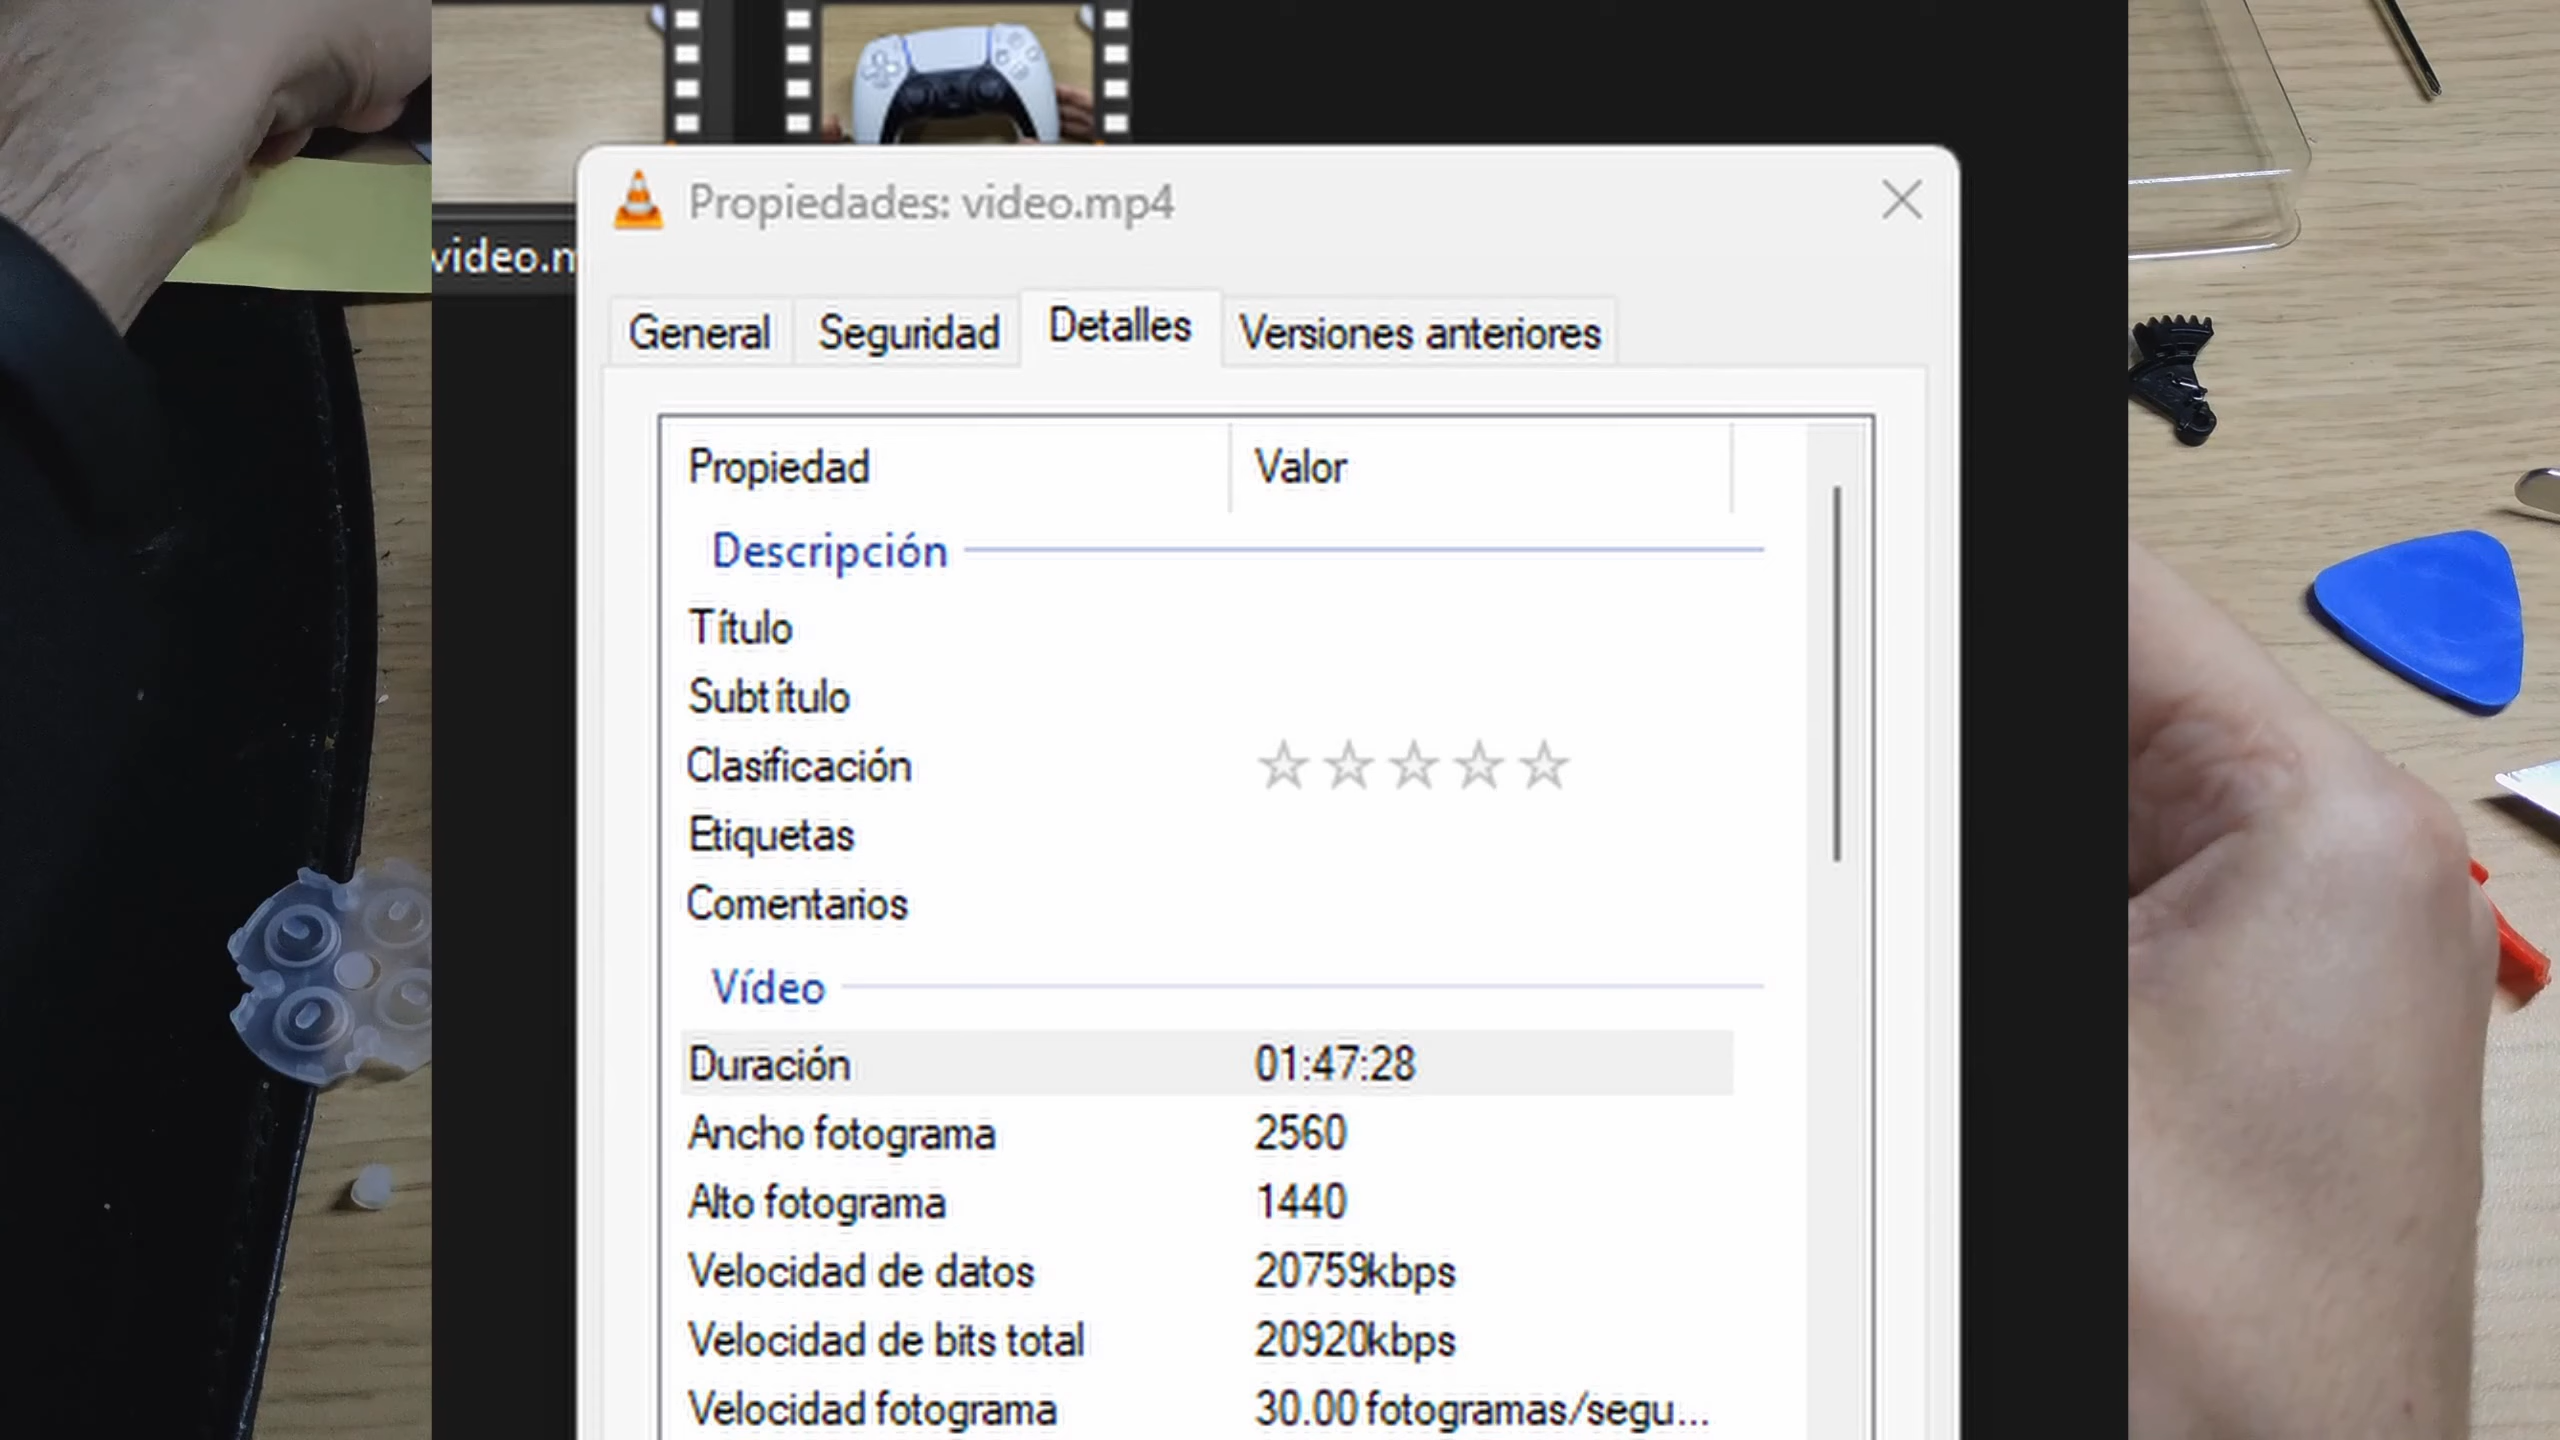 Propiedades: video.mp4
video.m
General Seguridad Detalles Versiones anteriores
Propiedad Valor
Descripción
Título
Subtítulo
Clasificación
Etiquetas
Comentarios
Vídeo
Duración 01:47:28
Ancho fotograma 2560
Alto fotograma 1440
Velocidad de datos 20759kbps
Velocidad de bits total 20920kbps
Velocidad fotograma 30.00 fotogramas/segu...